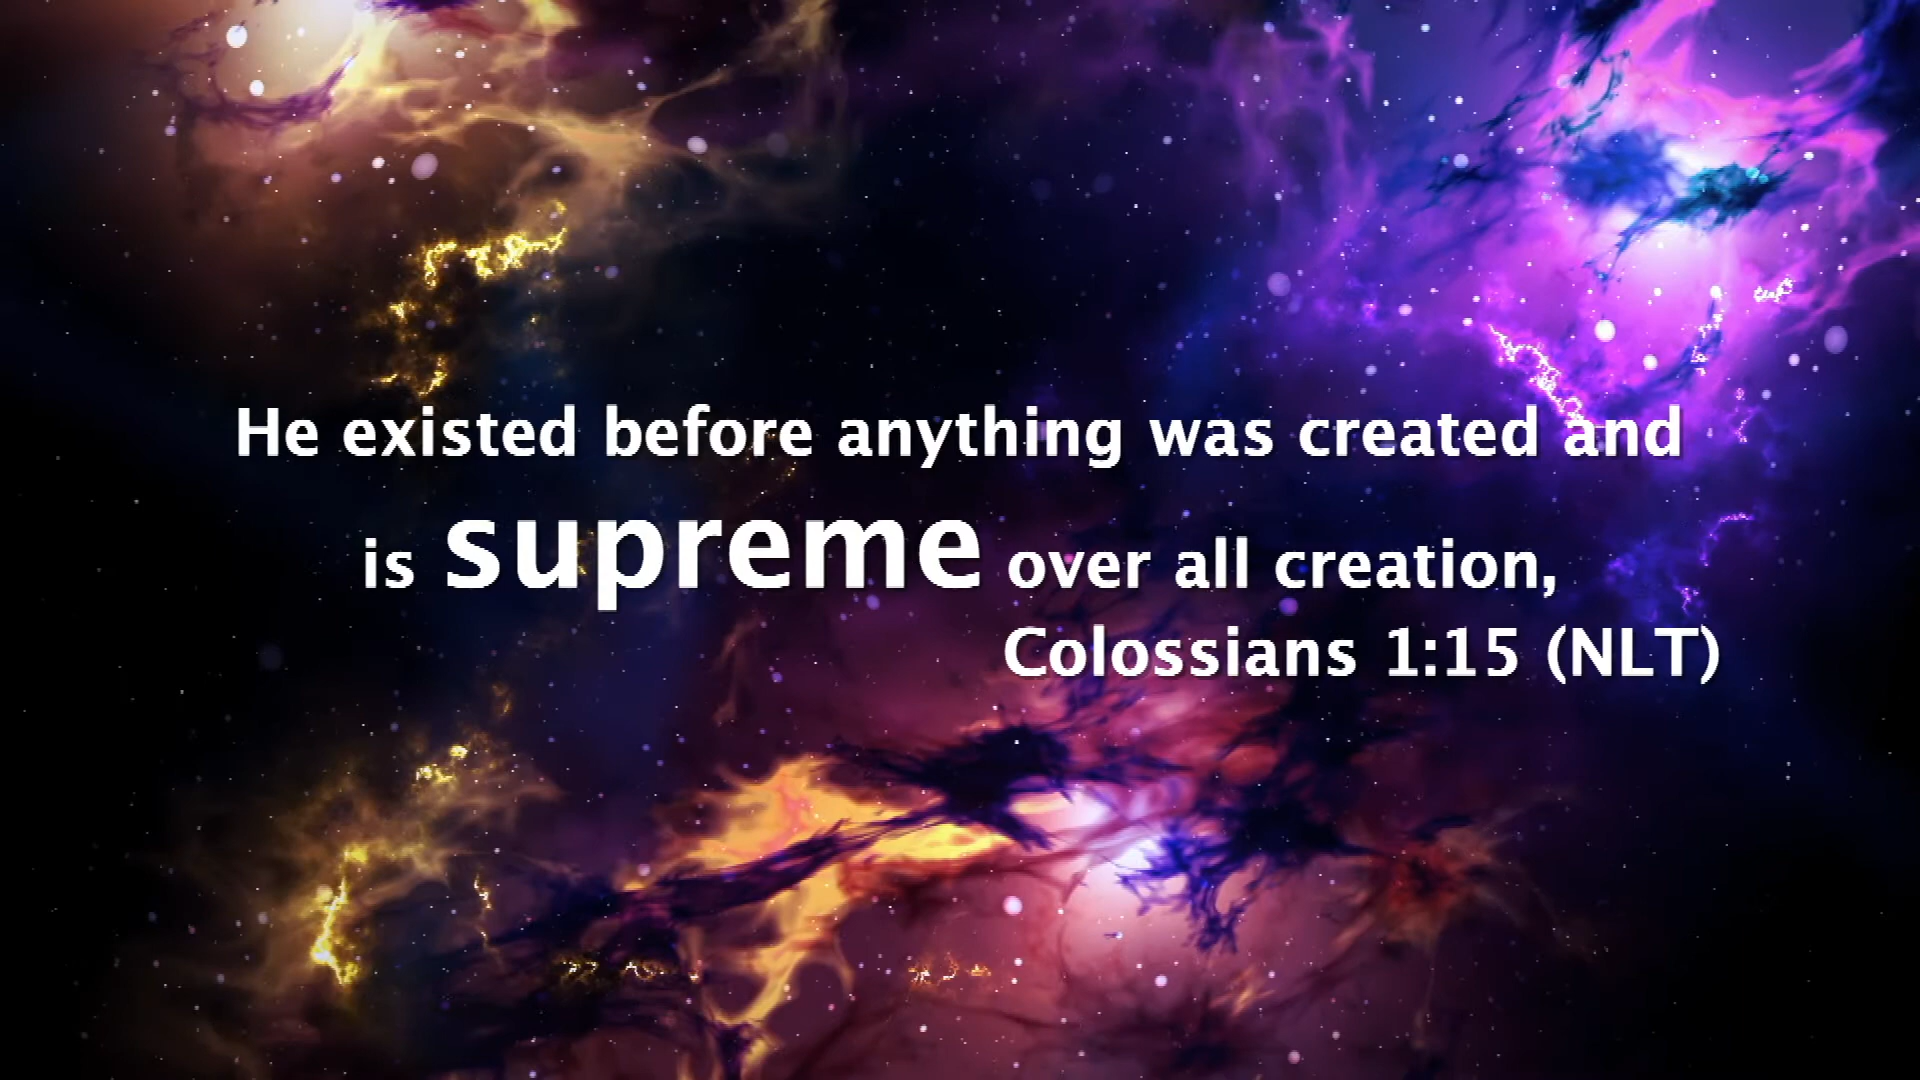 He existed before anything was created and
is supreme over all creation,
Colossians 1:15 (NLT)